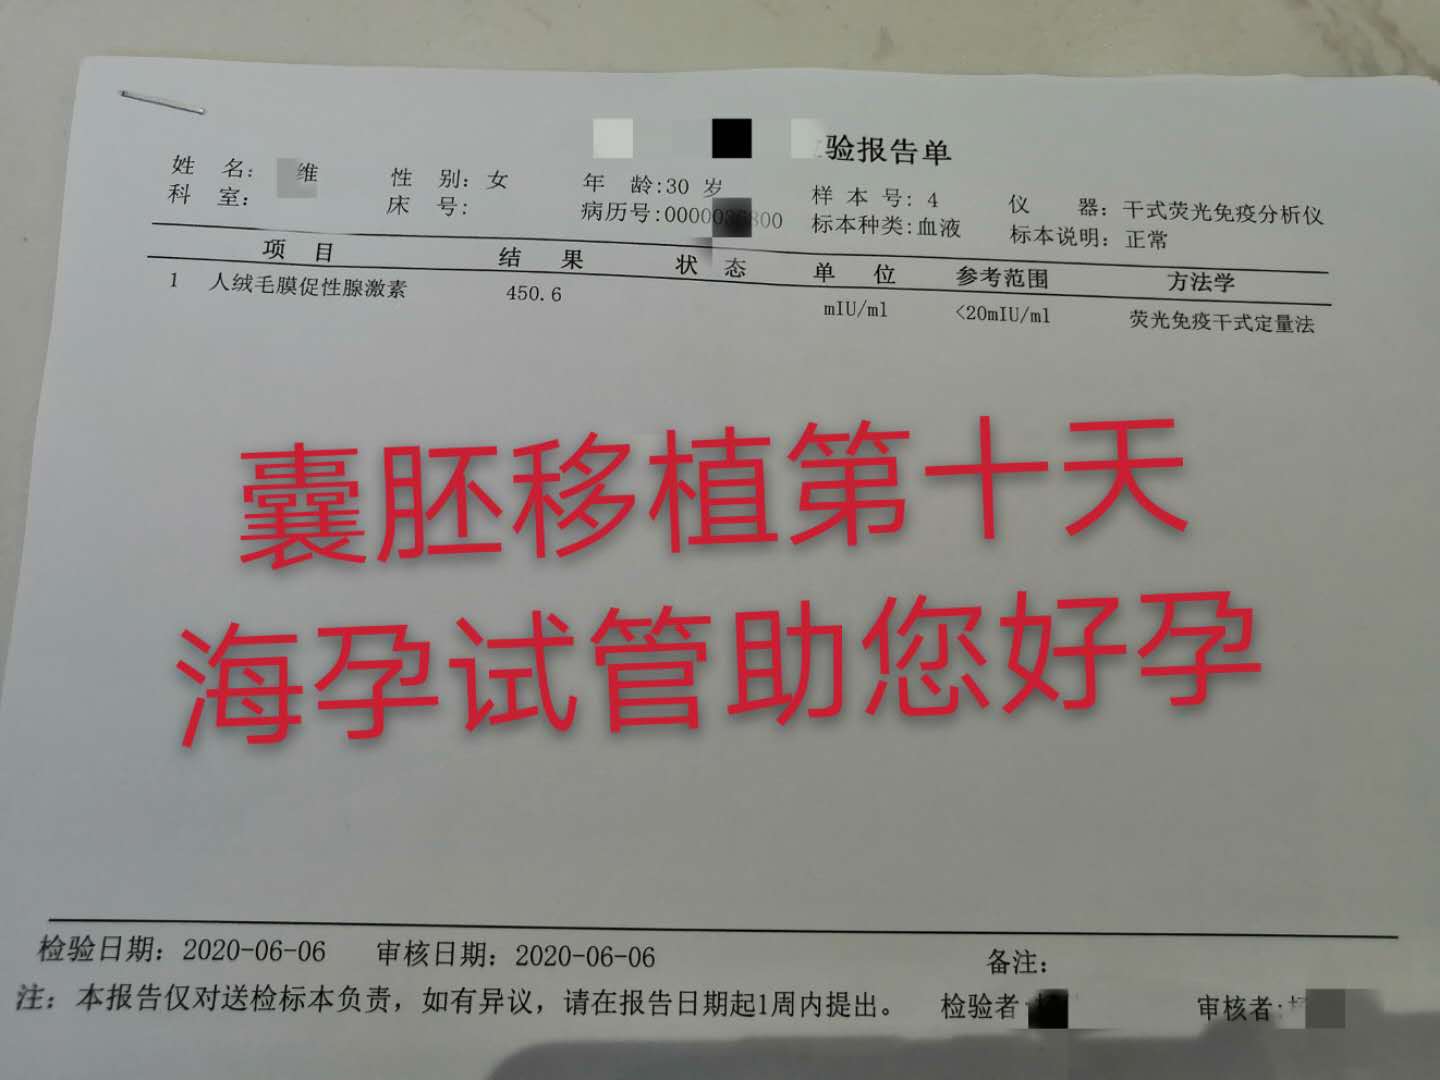 验报告单
姓 名: 维 性 别: 女 年 龄:30 岁 样 本 号: 4 仪 器: 干式荧光免疫分析仪
科 室: 床 号: 病历号: 标本种类:血液 标本说明: 正常
项 目 结 果 状 态 单 位 参考范围 方法学
1 人绒毛膜促性腺激素 450.6 mIU/ml <20mIU/ml 荧光免疫干式定量法
囊胚移植第十天
海孕试管助您好孕
检验日期: 2020-06-06 审核日期: 2020-06-06 备注:
注: 本报告仅对送检标本负责, 如有异议, 请在报告日期起1周内提出。 检验者: 审核者: